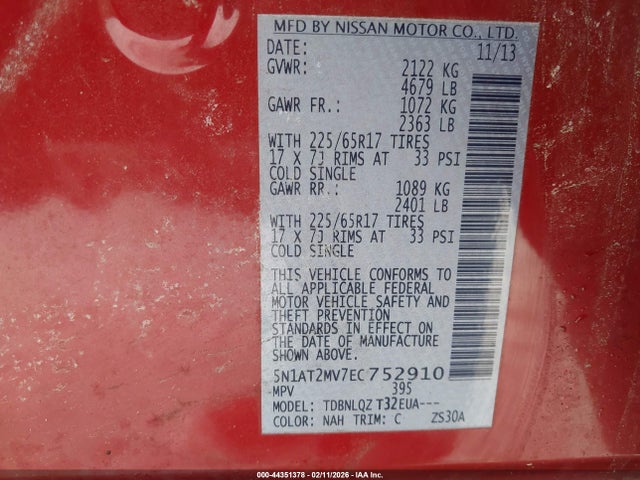 MFD BY NISSAN MOTOR CO., LTD.
DATE: 11/13
GVWR: 2122 KG
4679 LB
GAWR FR.: 1072 KG
2363 LB
WITH 225/65R17 TIRES
17 X 7J RIMS AT 33 PSI
COLD SINGLE
GAWR RR.: 1089 KG
2401 LB
WITH 225/65R17 TIRES
17 X 7J RIMS AT 33 PSI
COLD SINGLE
THIS VEHICLE CONFORMS TO
ALL APPLICABLE FEDERAL
MOTOR VEHICLE SAFETY AND
THEFT PREVENTION
STANDARDS IN EFFECT ON
THE DATE OF MANUFACTURE
SHOWN ABOVE.
5N1AT2MV7EC752910
MPV 395
MODEL: TDBNLQZ T32EUA---
COLOR: NAH TRIM: C ZS30A
000-44351378 - 02/11/2026 - IAA Inc.